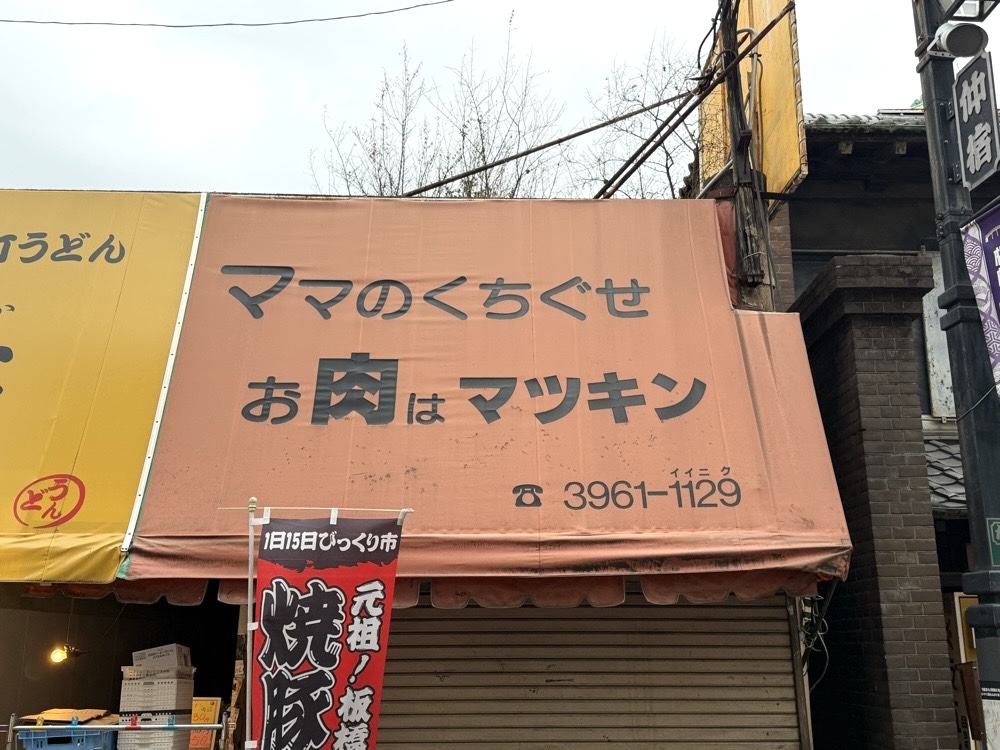 ママのくちぐせ
お肉はマツキン
イイニク
☎ 3961-1129
うどん
うどん
1日15日びっくり市
元祖!板橋
焼豚
仲宿